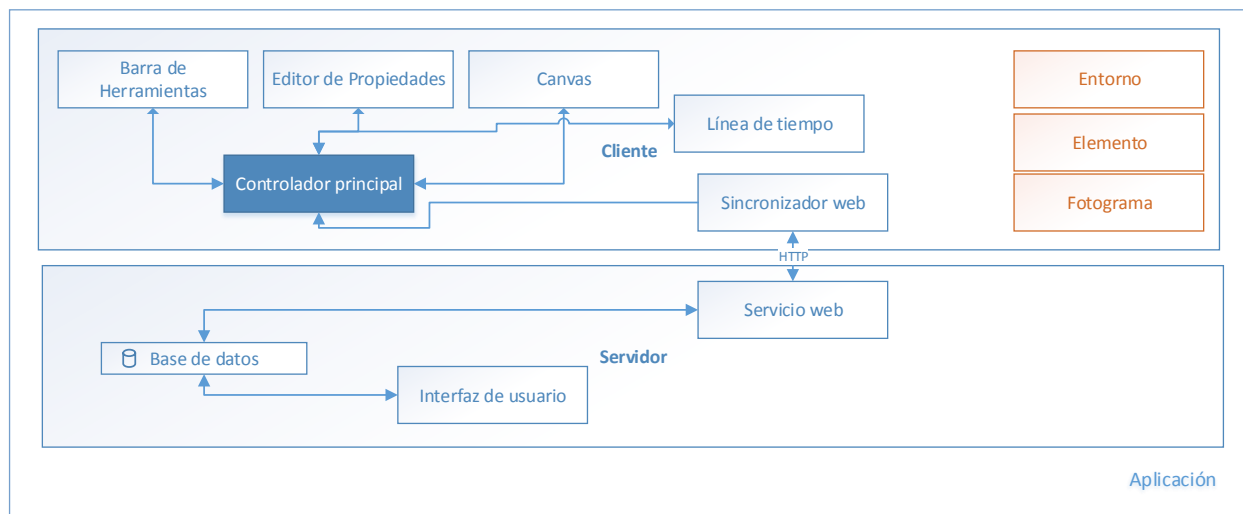 Barra de
Herramientas
Editor de Propiedades
Canvas
Entorno
Línea de tiempo
Elemento
Cliente
Controlador principal
Sincronizador web
Fotograma
HTTP
Servicio web
Base de datos
Servidor
Interfaz de usuario
Aplicación